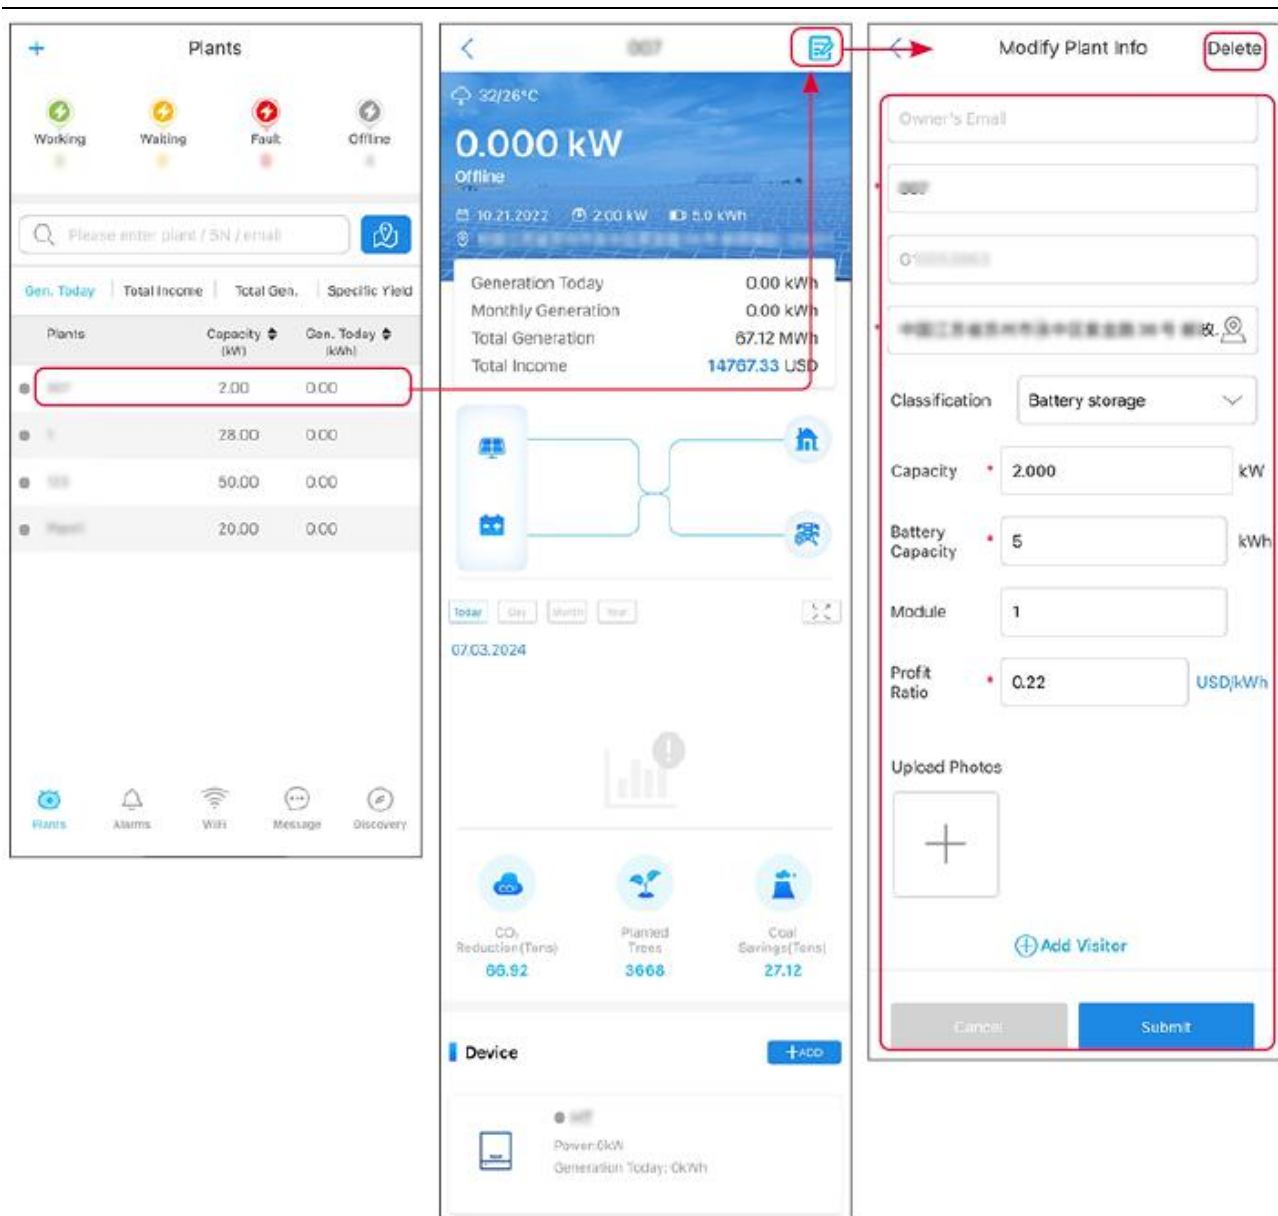 Plants
Working
Waiting
Fault
Offline
Please enter plant / SN / email
Gen. Today
Total Income
Total Gen.
Specific Yield
Plants
Capacity
(kW)
Gen. Today
(kWh)
2.00 0.00
28.00 0.00
50.00 0.00
20.00 0.00
Plants
Alarms
WiFi
Message
Discovery
007
32/26°C
0.000 kW
Offline
10.21.2022 2.00 kW 5.0 kWh
Generation Today 0.00 kWh
Monthly Generation 0.00 kWh
Total Generation 67.12 MWh
Total Income 14767.33 USD
Today
Day
Month
Year
07.03.2024
CO₂
Reduction(Tons)
66.92
Planted
Trees
3668
Coal
Savings(Tons)
27.12
Device
+ADD
Power:0kW
Generation Today: 0kWh
Modify Plant Info
Delete
Owner's Email
* 007
*
Classification Battery storage
Capacity * 2.000 kW
Battery
Capacity
* 5 kWh
Module 1
Profit
Ratio
* 0.22 USD/kWh
Upload Photos
Add Visitor
Cancel
Submit